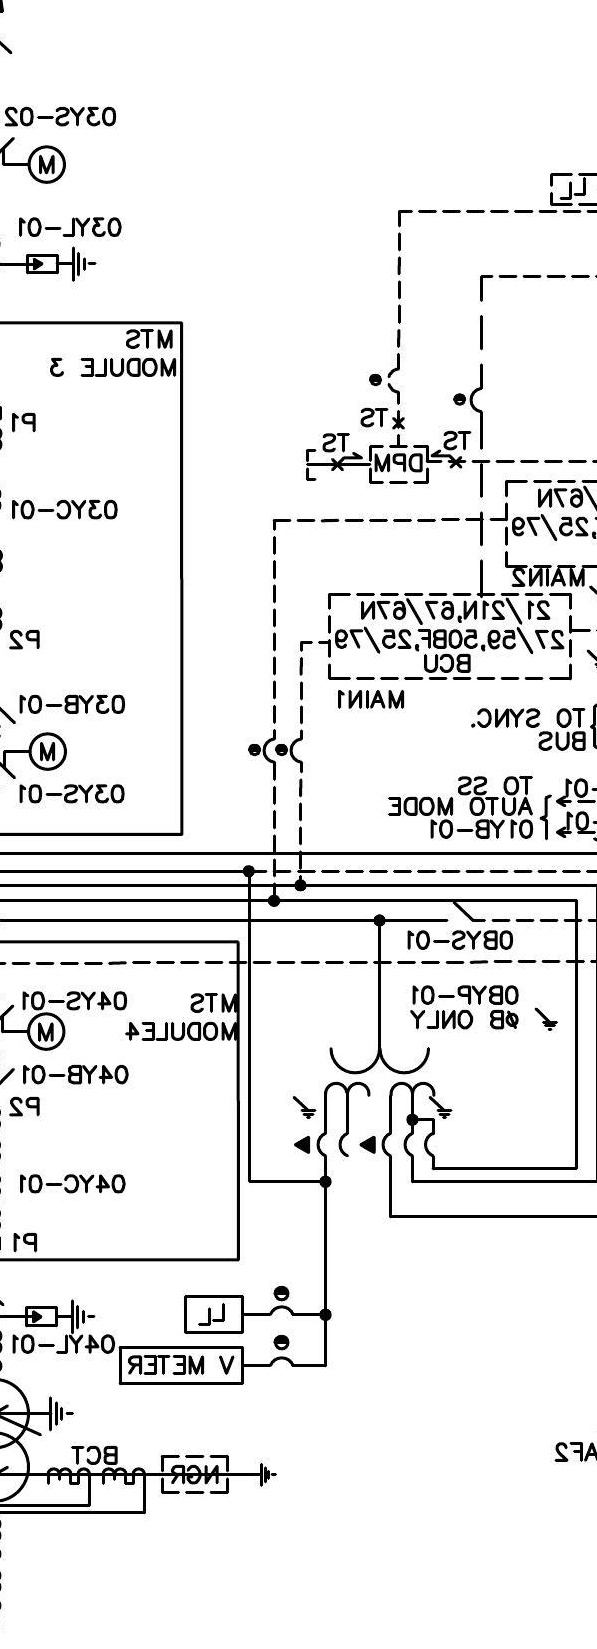 03YS-02
M
03YL-01
LL
MTS
MODULE 3
P1
TS
TS
TS
DPM
03YC-01
/67N
,25/79
MAIN2
21/21N,67/67N
27/59,50BF,25/79
BCU
MAIN1
P2
03YB-01
M
03YS-01
TO SYNC.
BUS
TO SS
AUTO MODE
01YB-01
-01
-01
0BYS-01
0BYP-01
ØB ONLY
04YS-01
M
MTS
MODULE4
04YB-01
P2
04YC-01
P1
LL
04YL-01
V METER
BCT
NGR
AF2